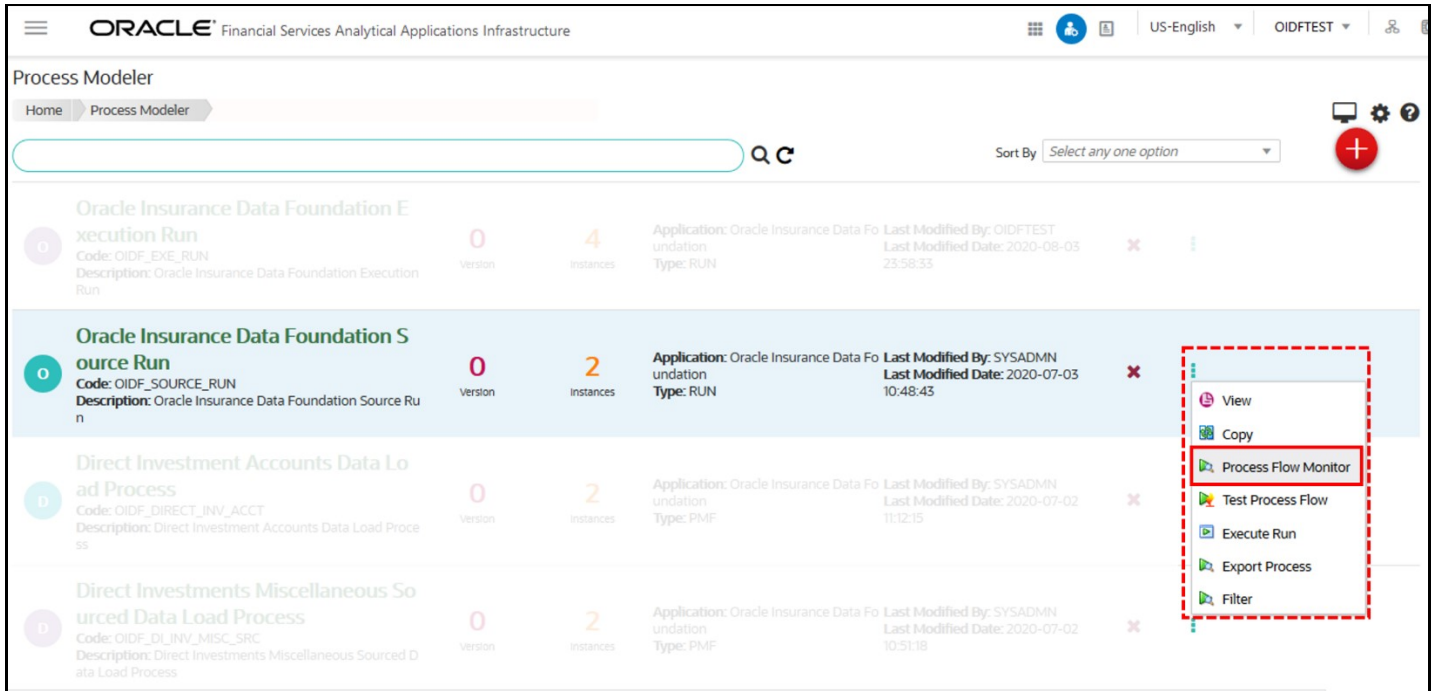 ORACLE® Financial Services Analytical Applications Infrastructure
US-English
OIDFTEST
Process Modeler
Home
Process Modeler
Sort By
Select any one option
Oracle Insurance Data Foundation E
xecution Run
Code: OIDF_EXE_RUN
Description: Oracle Insurance Data Foundation Execution
Run
O
0
Version
4
Instances
Application: Oracle Insurance Data Fo
undation
Type: RUN
Last Modified By: OIDFTEST
Last Modified Date: 2020-08-03
23:58:33
Oracle Insurance Data Foundation S
ource Run
Code: OIDF_SOURCE_RUN
Description: Oracle Insurance Data Foundation Source Ru
n
O
0
Version
2
Instances
Application: Oracle Insurance Data Fo
undation
Type: RUN
Last Modified By: SYSADMN
Last Modified Date: 2020-07-03
10:48:43
View
Copy
Process Flow Monitor
Test Process Flow
Execute Run
Export Process
Filter
Direct Investment Accounts Data Lo
ad Process
Code: OIDF_DIRECT_INV_ACCT
Description: Direct Investment Accounts Data Load Proce
ss
D
0
Version
2
Instances
Application: Oracle Insurance Data Fo
undation
Type: PMF
Last Modified By: SYSADMN
Last Modified Date: 2020-07-02
11:12:15
Direct Investments Miscellaneous So
urced Data Load Process
Code: OIDF_DI_INV_MISC_SRC
Description: Direct Investments Miscellaneous Sourced D
ata Load Process
D
0
Version
2
Instances
Application: Oracle Insurance Data Fo
undation
Type: PMF
Last Modified By: SYSADMN
Last Modified Date: 2020-07-02
10:51:18